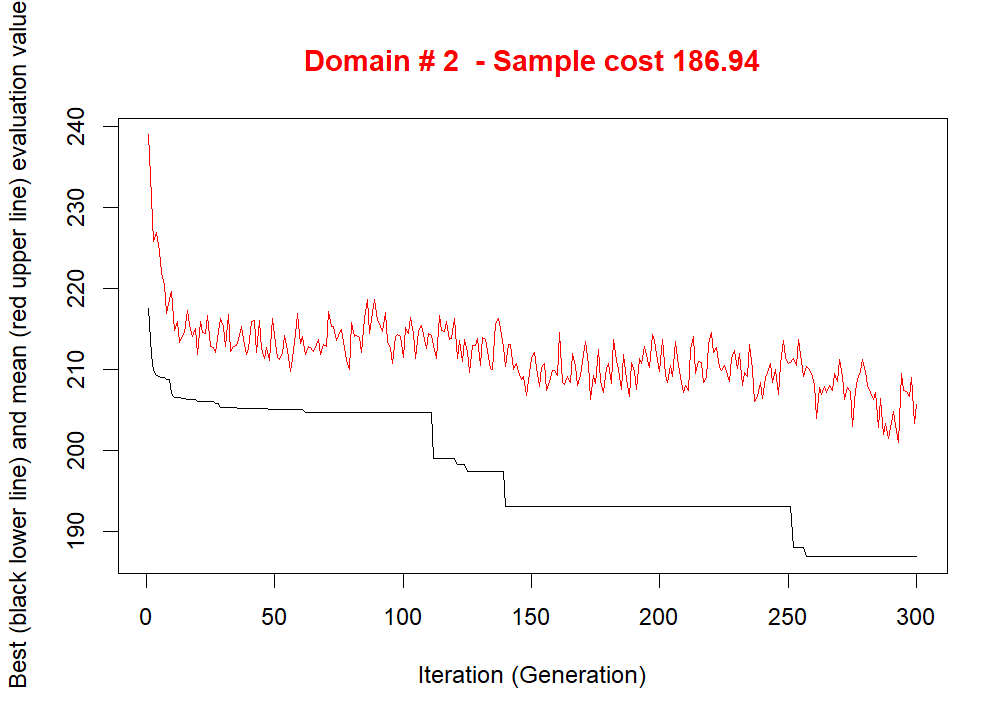 Domain # 2  - Sample cost 186.94
Best (black lower line) and mean (red upper line) evaluation value
240
230
220
210
200
190
0 50 100 150 200 250 300
Iteration (Generation)